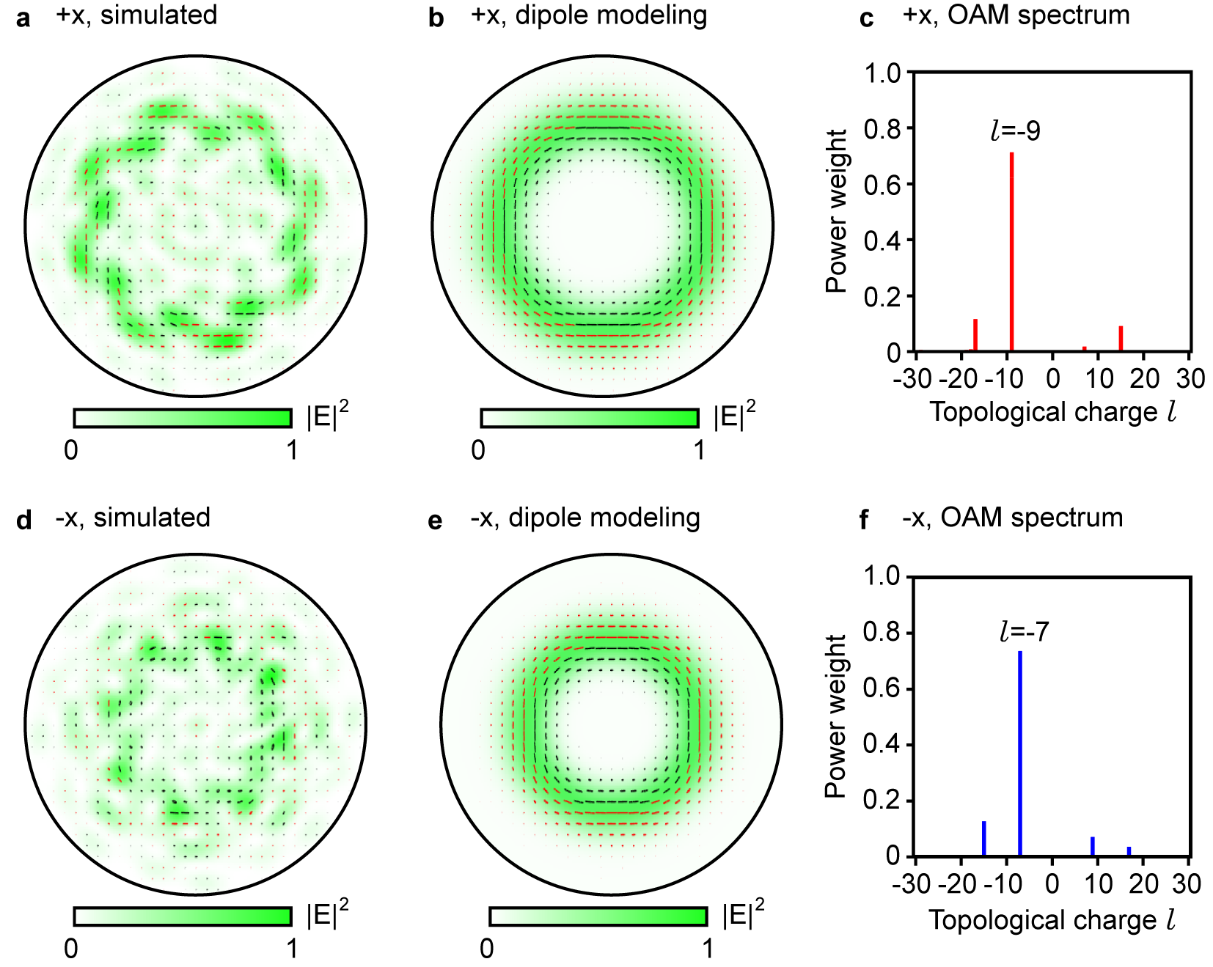 a +x, simulated
|E|2
0 1
b +x, dipole modeling
|E|2
0 1
c +x, OAM spectrum
l=-9
Power weight
1.0
0.8
0.6
0.4
0.2
0
-30 -20 -10 0 10 20 30
Topological charge l
d -x, simulated
|E|2
0 1
e -x, dipole modeling
|E|2
0 1
f -x, OAM spectrum
l=-7
Power weight
1.0
0.8
0.6
0.4
0.2
0
-30 -20 -10 0 10 20 30
Topological charge l